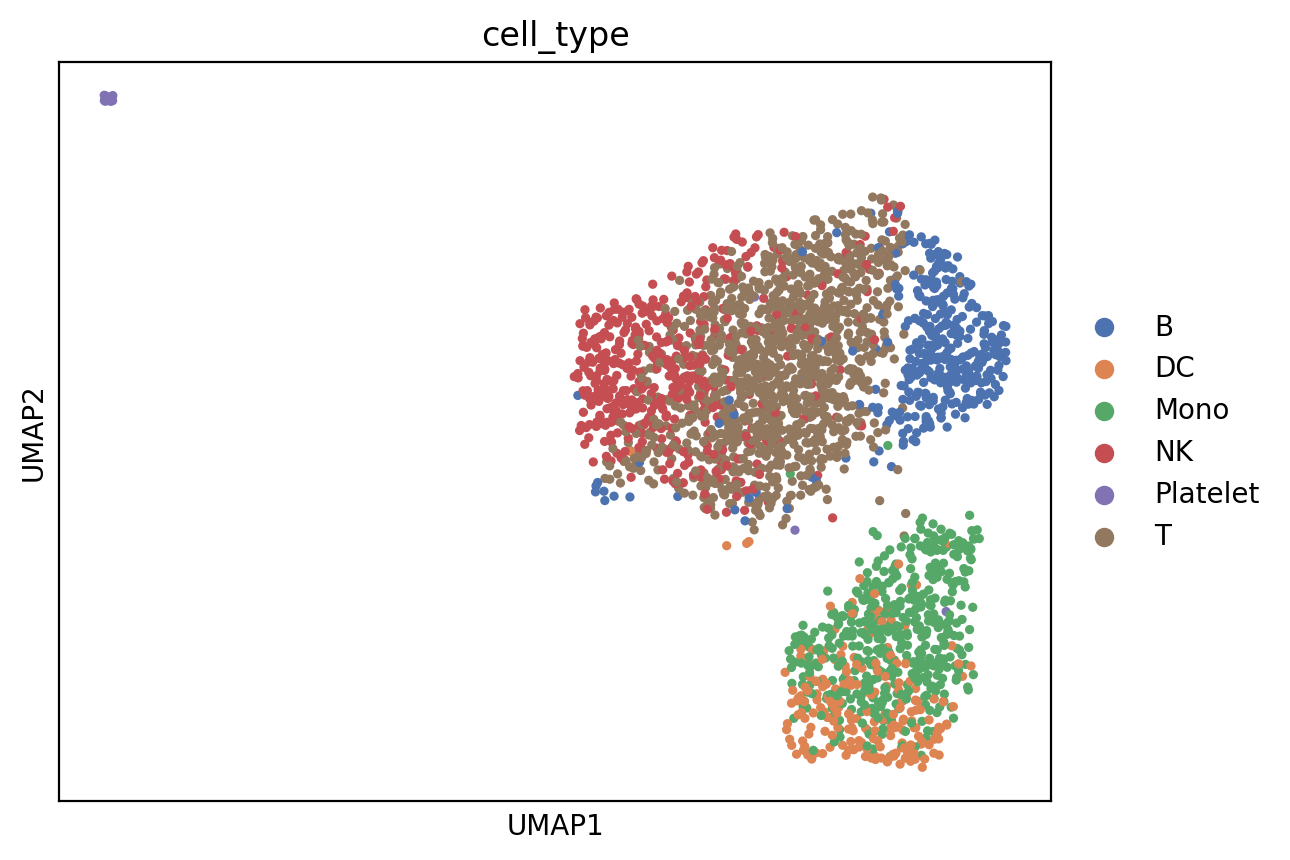 cell_type
UMAP2
UMAP1
B
DC
Mono
NK
Platelet
T